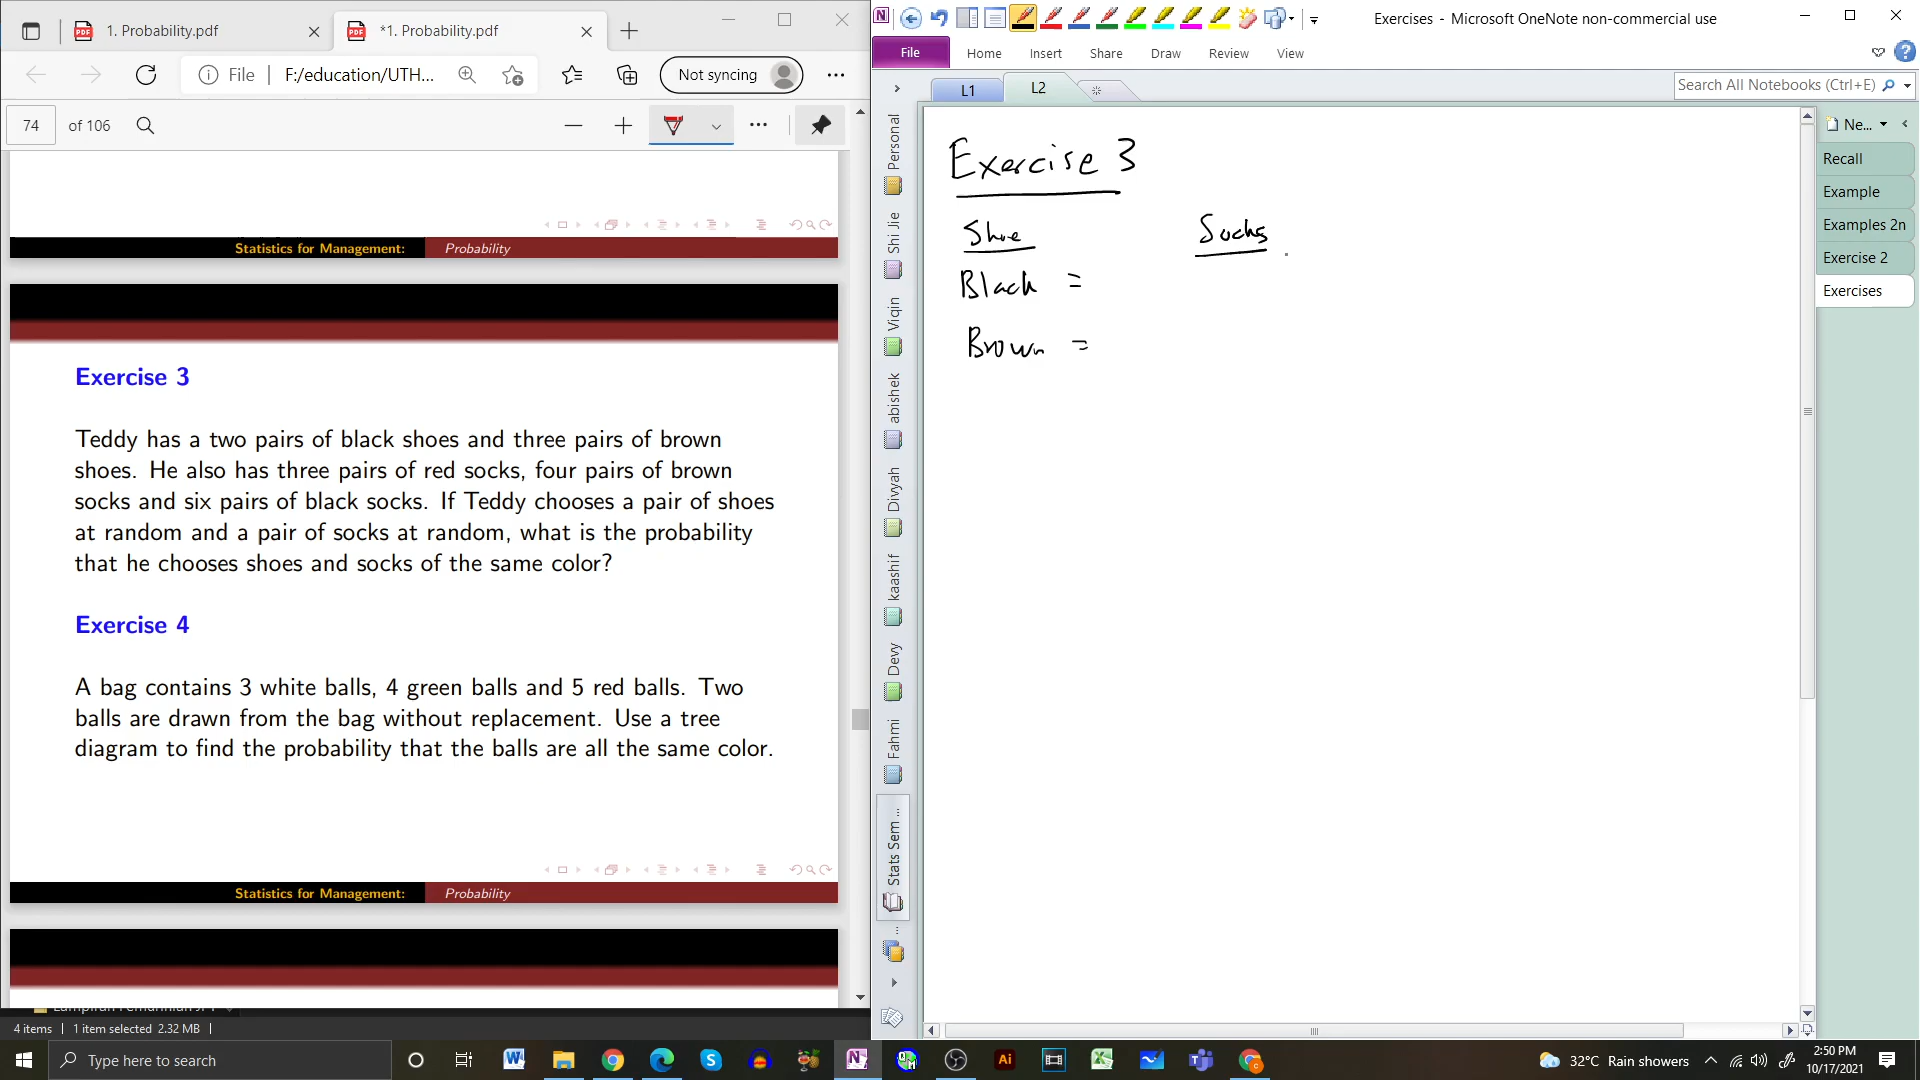 1. Probability.pdf
*1. Probability.pdf
File
F:/education/UTH...
Not syncing
74
of 106
Statistics for Management:
Probability
Exercise 3
Teddy has a two pairs of black shoes and three pairs of brown
shoes. He also has three pairs of red socks, four pairs of brown
socks and six pairs of black socks. If Teddy chooses a pair of shoes
at random and a pair of socks at random, what is the probability
that he chooses shoes and socks of the same color?
Exercise 4
A bag contains 3 white balls, 4 green balls and 5 red balls. Two
balls are drawn from the bag without replacement. Use a tree
diagram to find the probability that the balls are all the same color.
Statistics for Management:
Probability
4 items
1 item selected 2.32 MB
Exercises - Microsoft OneNote non-commercial use
File
Home
Insert
Share
Draw
Review
View
L1
L2
Search All Notebooks (Ctrl+E)
Personal
Shi Jie
Viqin
abishek
Divyah
kaashif
Devy
Fahmi
Stats Sem ...
Exercise 3
Shoe
Socks
Black =
Brown =
Ne...
Recall
Example
Examples 2n
Exercise 2
Exercises
Type here to search
32°C Rain showers
2:50 PM
10/17/2021